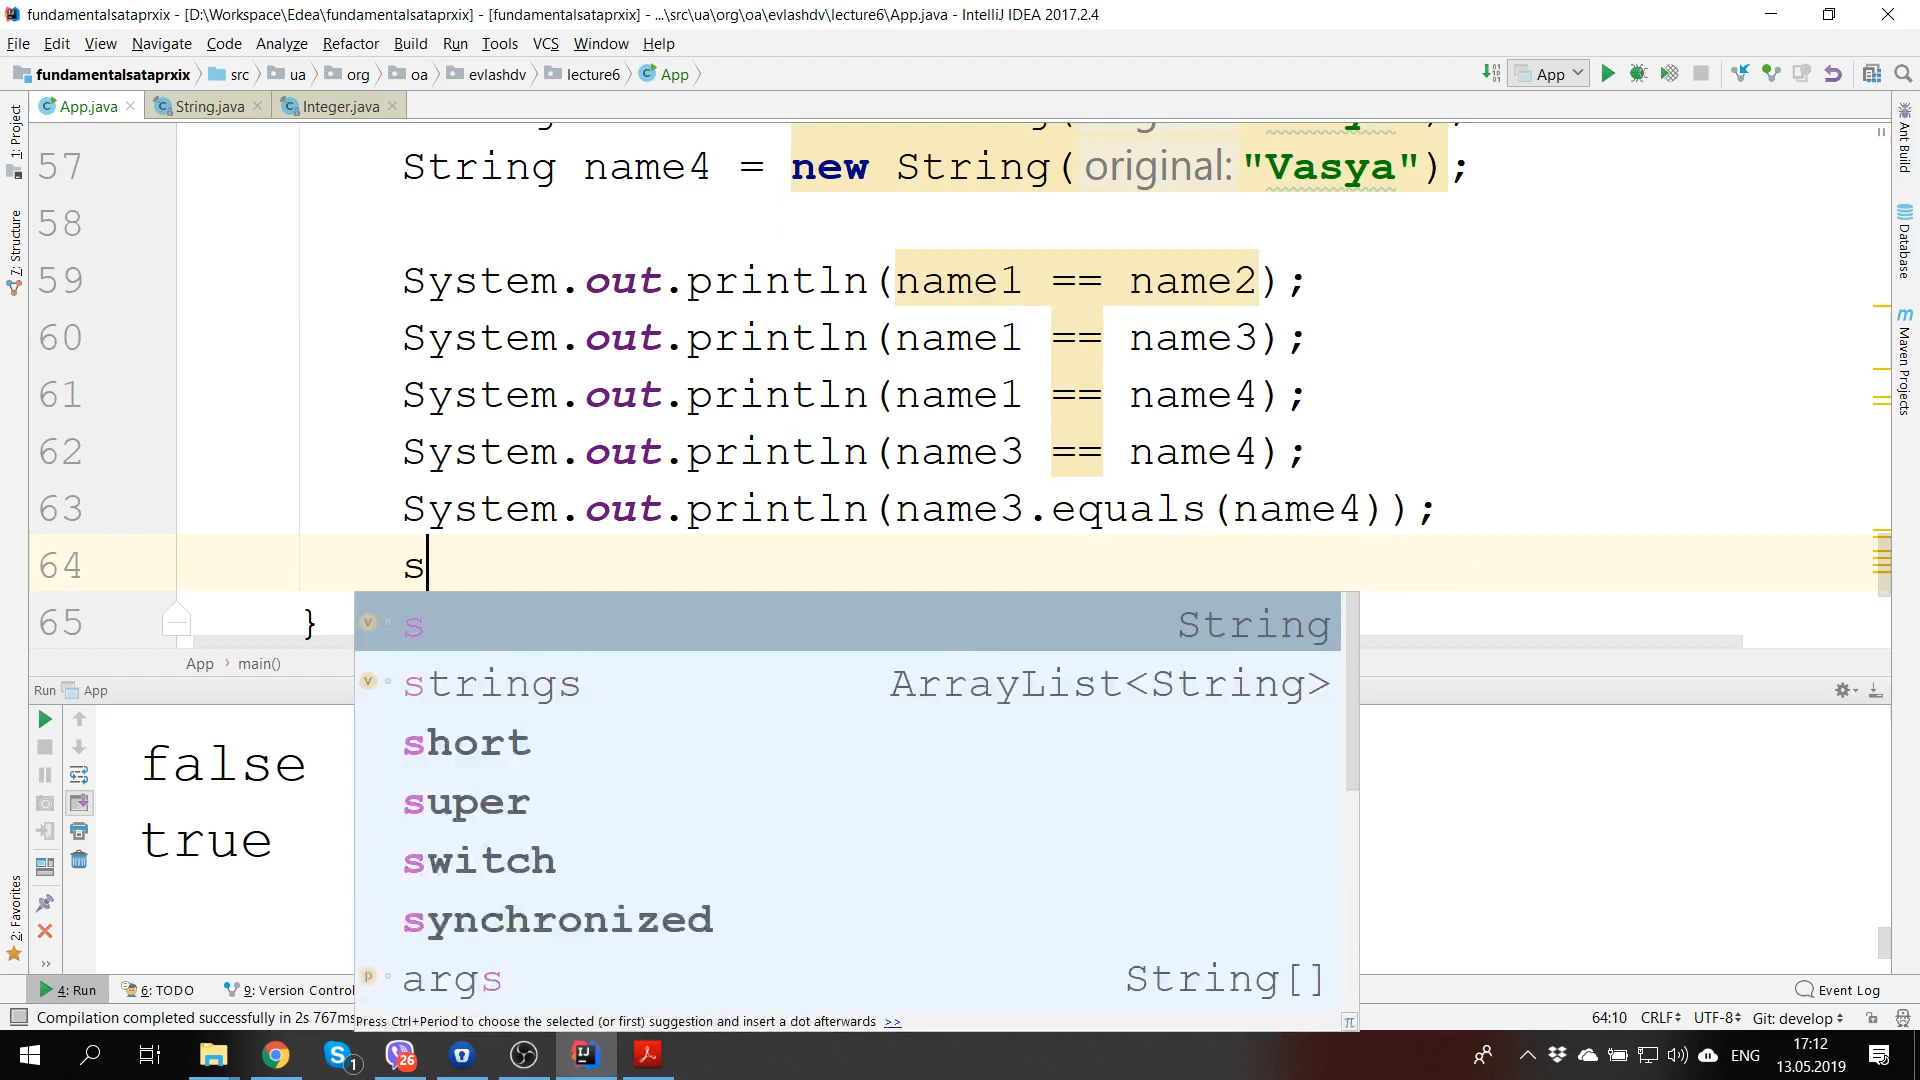 fundamentalsataprxix - [D:\Workspace\Edea\fundamentalsataprxix] - [fundamentalsataprxix] - ...\src\ua\org\oa\evlashdv\lecture6\App.java - IntelliJ IDEA 2017.2.4
File Edit View Navigate Code Analyze Refactor Build Run Tools VCS Window Help
fundamentalsataprxix src ua org oa evlashdv lecture6 App
App
App.java String.java Integer.java
1: Project
7: Structure
2: Favorites
Ant Build
Database
Maven Projects
57 String name4 = new String( original: "Vasya");
58
59 System.out.println(name1 == name2);
60 System.out.println(name1 == name3);
61 System.out.println(name1 == name4);
62 System.out.println(name3 == name4);
63 System.out.println(name3.equals(name4));
64 s
65 }
s String
strings ArrayList<String>
short
super
switch
synchronized
args String[]
Press Ctrl+Period to choose the selected (or first) suggestion and insert a dot afterwards >>
π
App › main()
Run App
false
true
4: Run 6: TODO 9: Version Control
Event Log
Compilation completed successfully in 2s 767ms
64:10 CRLF UTF-8 Git: develop
1
26
ENG
17:12
13.05.2019